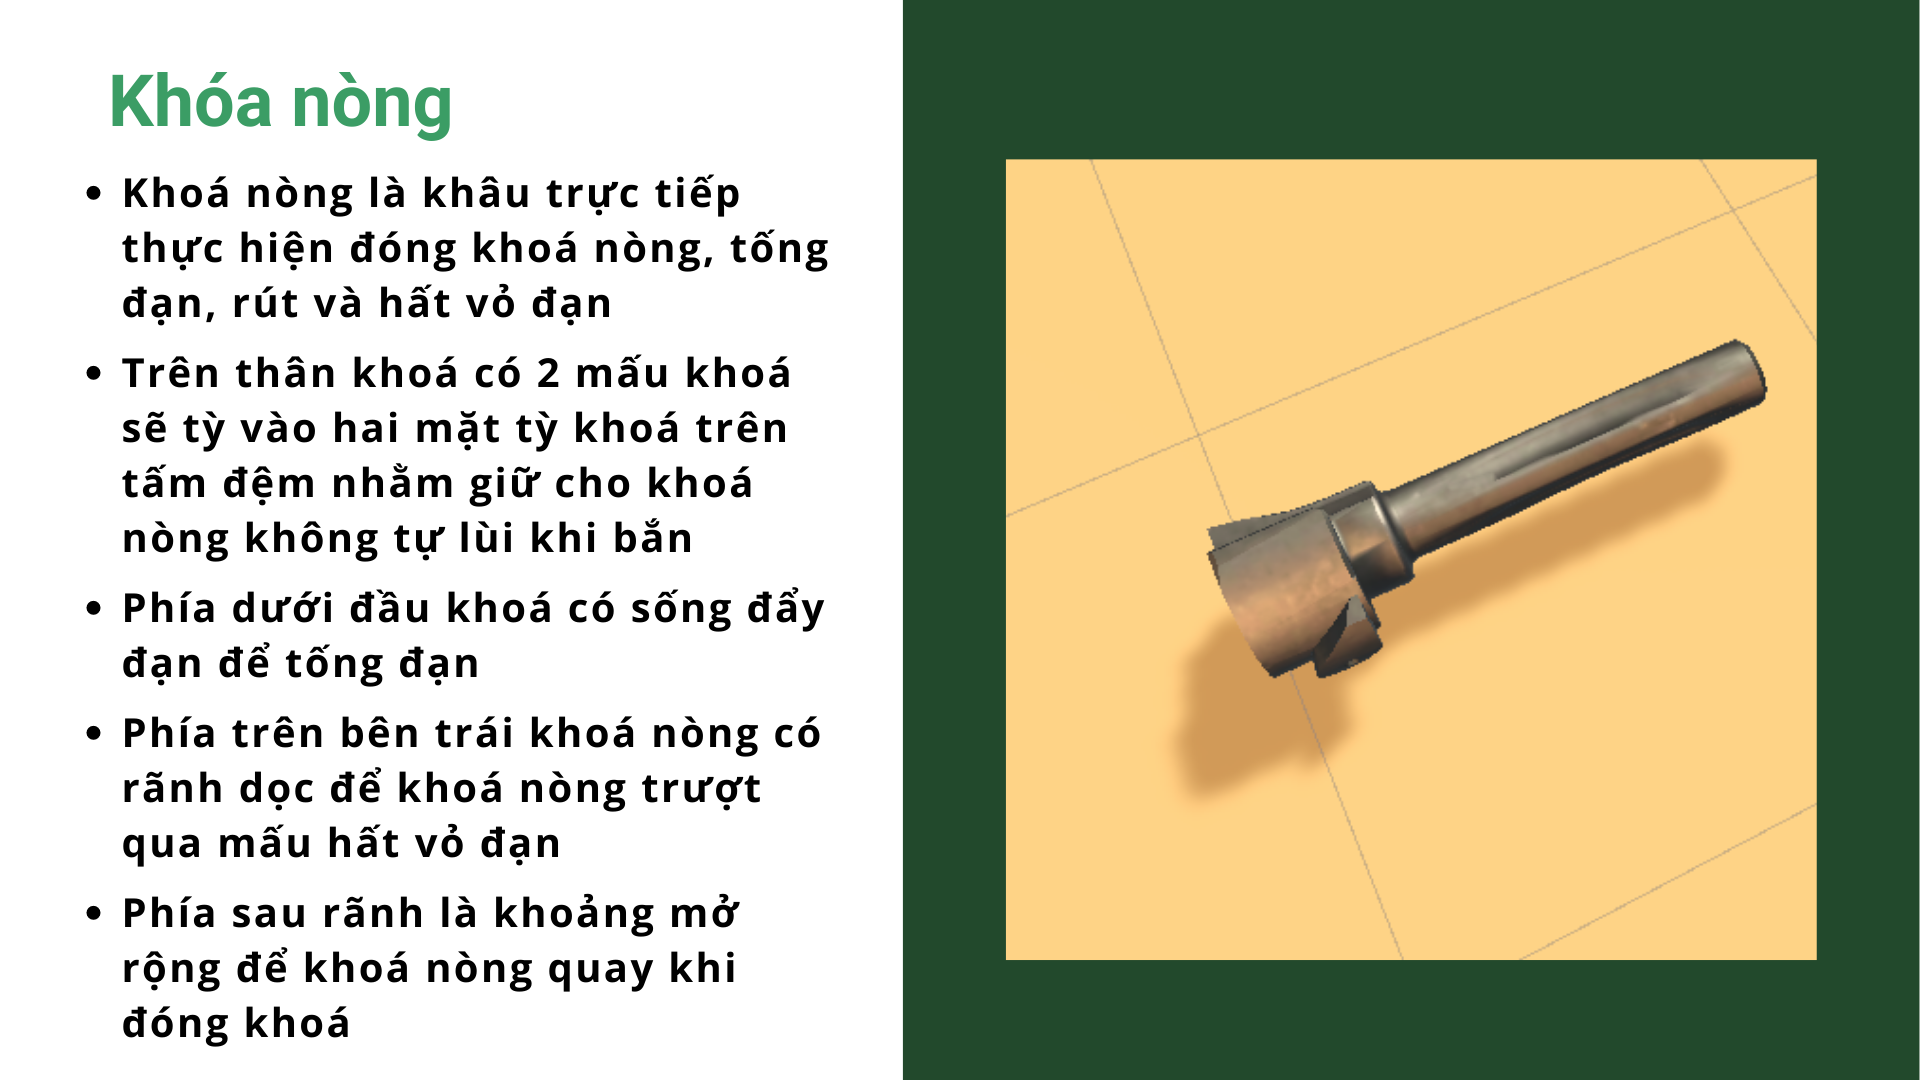 Khóa nòng
• Khoá nòng là khâu trực tiếp
thực hiện đóng khoá nòng, tống
đạn, rút và hất vỏ đạn
• Trên thân khoá có 2 mấu khoá
sẽ tỳ vào hai mặt tỳ khoá trên
tấm đệm nhằm giữ cho khoá
nòng không tự lùi khi bắn
• Phía dưới đầu khoá có sống đẩy
đạn để tống đạn
• Phía trên bên trái khoá nòng có
rãnh dọc để khoá nòng trượt
qua mấu hất vỏ đạn
• Phía sau rãnh là khoảng mở
rộng để khoá nòng quay khi
đóng khoá